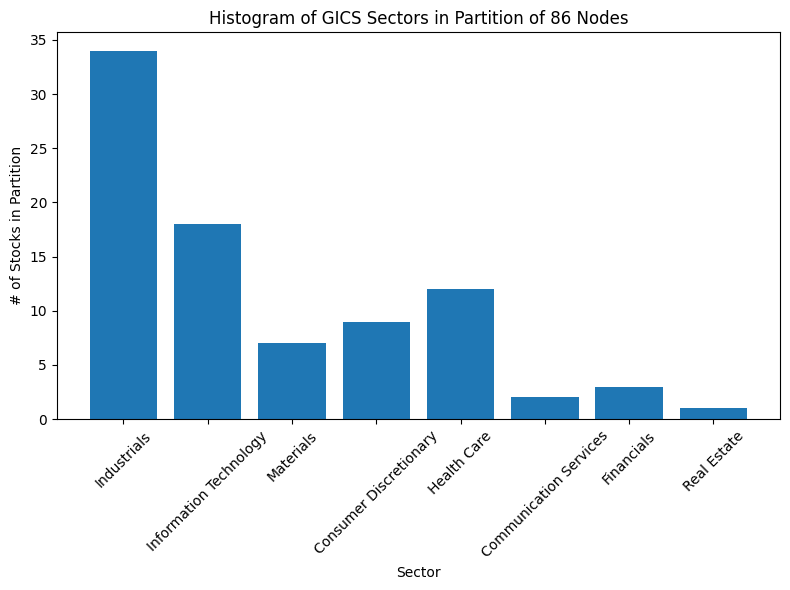 Histogram of GICS Sectors in Partition of 86 Nodes
# of Stocks in Partition
35
30
25
20
15
10
5
0
Industrials
Information Technology
Materials
Consumer Discretionary
Health Care
Communication Services
Financials
Real Estate
Sector